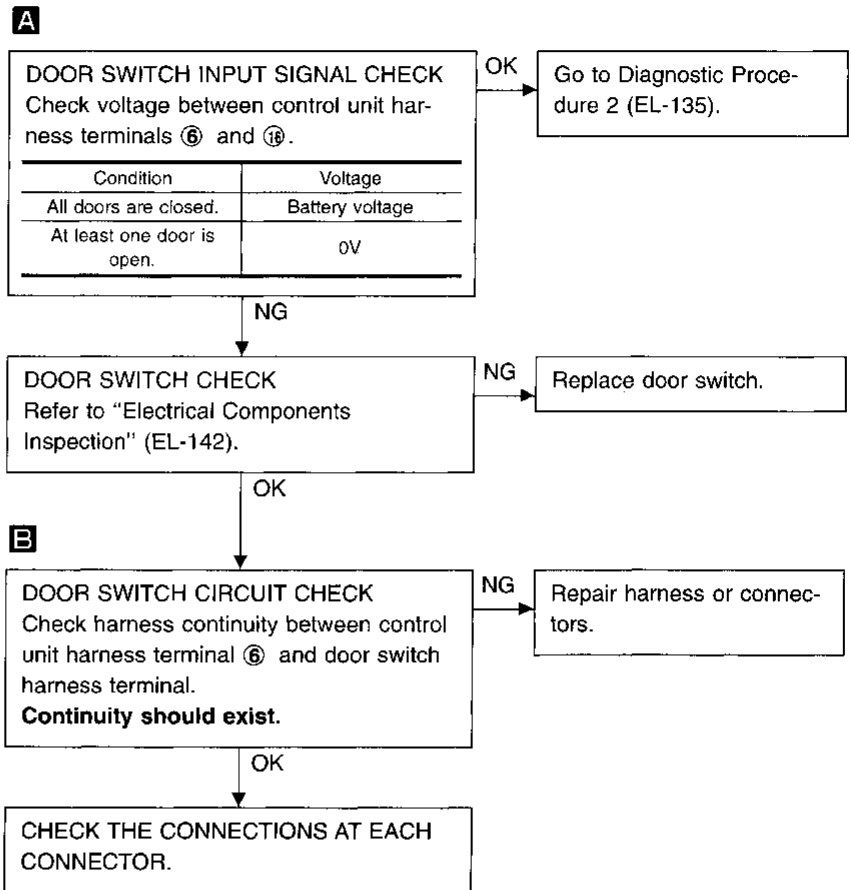 A
DOOR SWITCH INPUT SIGNAL CHECK
Check voltage between control unit har-
ness terminals ⑥ and ⑯.
Condition Voltage
All doors are closed. Battery voltage
At least one door is
open.
0V
OK
Go to Diagnostic Proce-
dure 2 (EL-135).
NG
DOOR SWITCH CHECK
Refer to “Electrical Components
Inspection” (EL-142).
NG
Replace door switch.
OK
B
DOOR SWITCH CIRCUIT CHECK
Check harness continuity between control
unit harness terminal ⑥ and door switch
harness terminal.
Continuity should exist.
NG
Repair harness or connec-
tors.
OK
CHECK THE CONNECTIONS AT EACH
CONNECTOR.